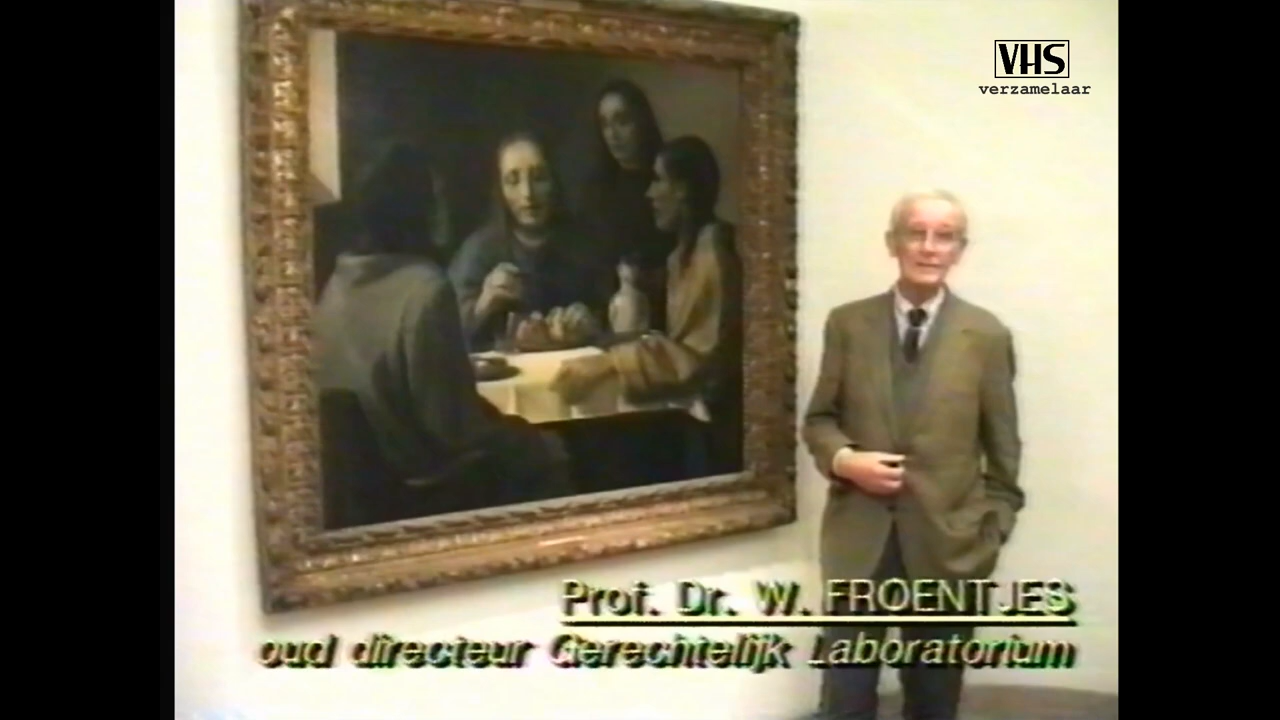 VHS
verzamelaar
Prof. Dr. W. FROENTJES
oud directeur Gerechtelijk Laboratorium